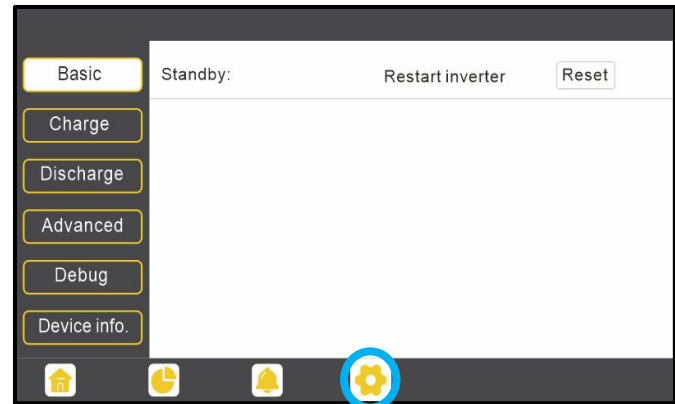 Basic
Standby: Restart inverter Reset
Charge
Discharge
Advanced
Debug
Device info.